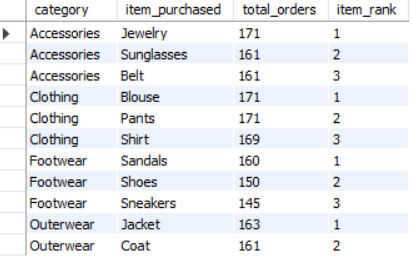 category item_purchased total_orders item_rank
Accessories Jewelry 171 1
Accessories Sunglasses 161 2
Accessories Belt 161 3
Clothing Blouse 171 1
Clothing Pants 171 2
Clothing Shirt 169 3
Footwear Sandals 160 1
Footwear Shoes 150 2
Footwear Sneakers 145 3
Outerwear Jacket 163 1
Outerwear Coat 161 2